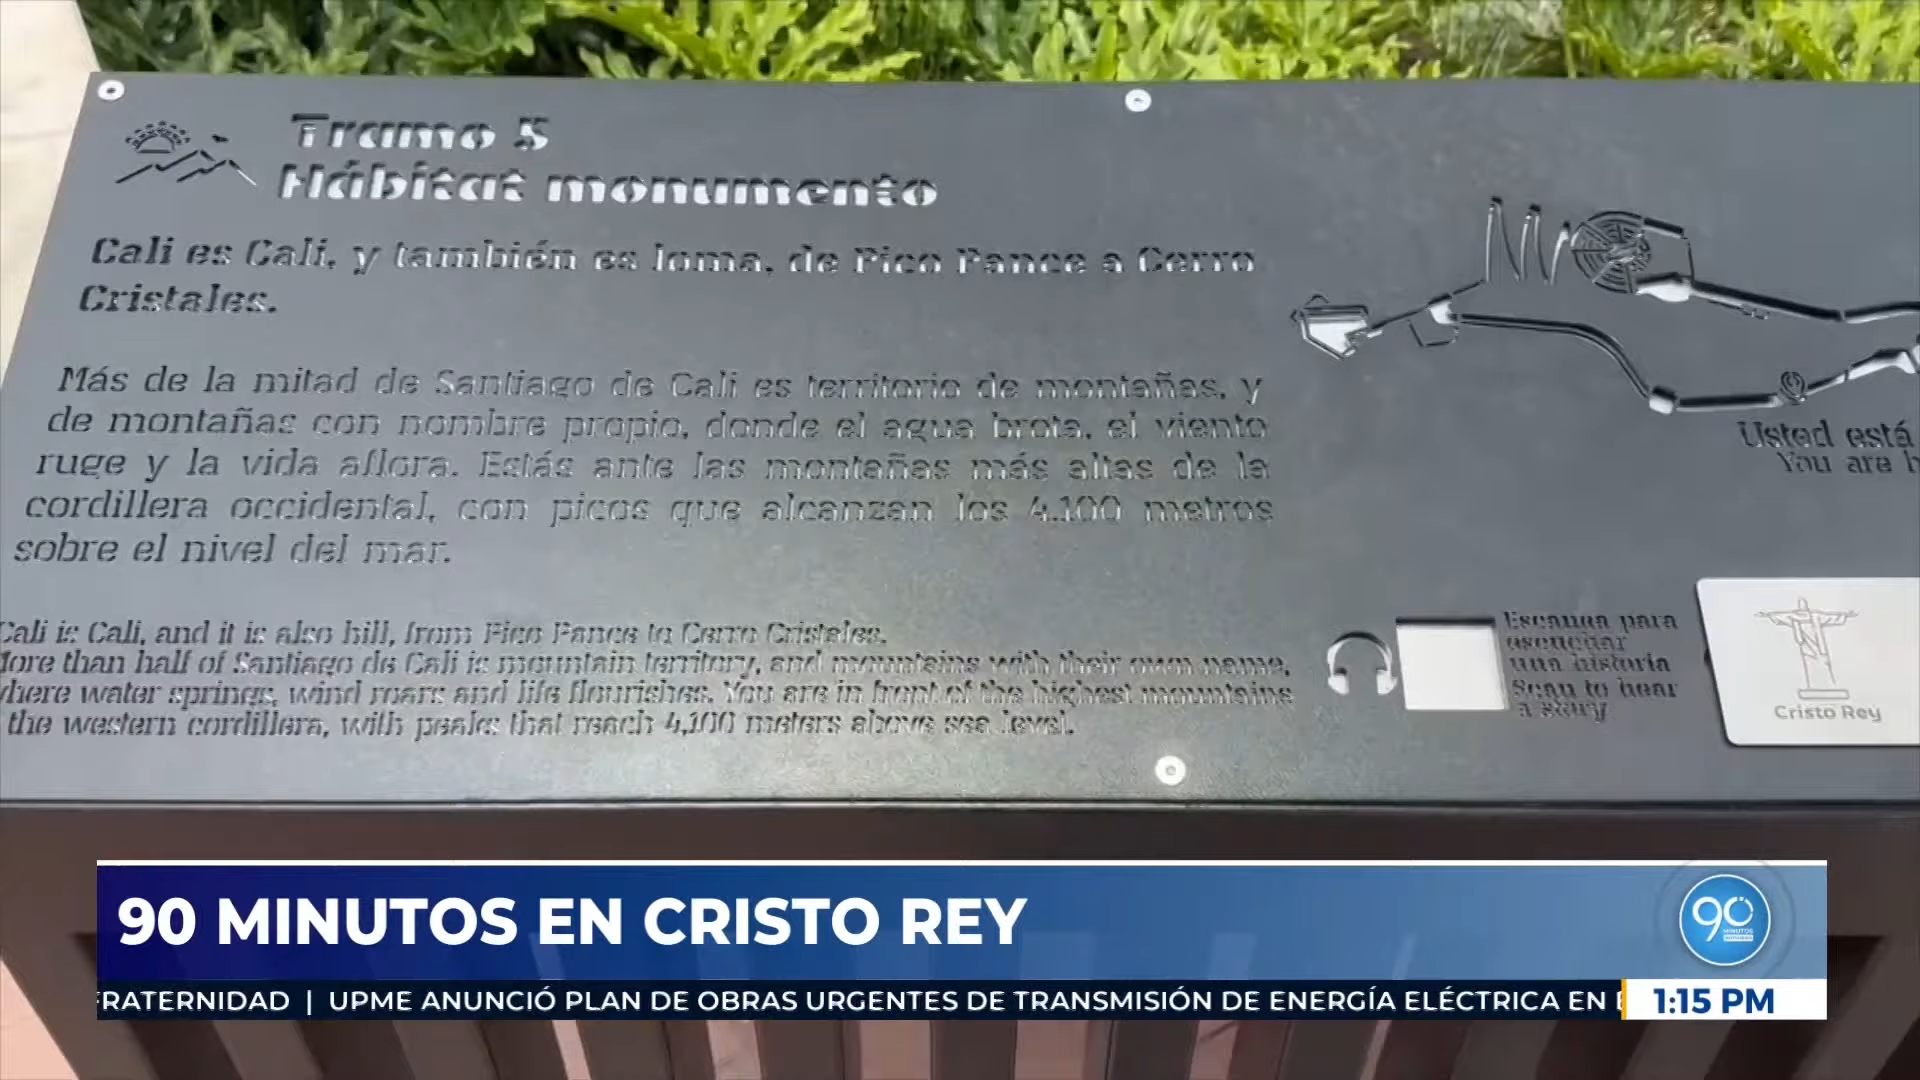 Tramo 5
Hábitat monumento
Cali es Cali, y también es loma, de Pico Pance a Cerro
Cristales.
Más de la mitad de Santiago de Cali es territorio de montañas, y
de montañas con nombre propio, donde el agua brota, el viento
ruge y la vida aflora. Estás ante las montañas más altas de la
cordillera occidental, con picos que alcanzan los 4.100 metros
sobre el nivel del mar.
Cali is Cali, and it is also hill, from Pico Pance to Cerro Cristales.
More than half of Santiago de Cali is mountain territory, and mountains with their own name,
where water springs, wind roars and life flourishes. You are in front of the highest mountains
the western cordillera, with peaks that reach 4,100 meters above sea level.
Usted está
You are h
Escanea para
escuchar
una historia
Scan to hear
a story
Cristo Rey
90 MINUTOS EN CRISTO REY
90
MINUTOS
FRATERNIDAD | UPME ANUNCIÓ PLAN DE OBRAS URGENTES DE TRANSMISIÓN DE ENERGÍA ELÉCTRICA EN
1:15 PM